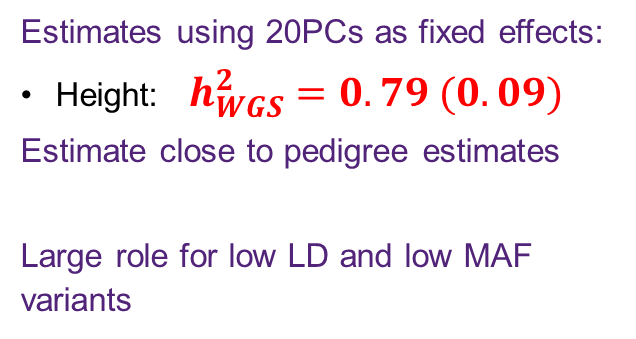 Estimates using 20PCs as fixed effects:
• Height: h²_WGS = 0.79 (0.09)
Estimate close to pedigree estimates
Large role for low LD and low MAF
variants